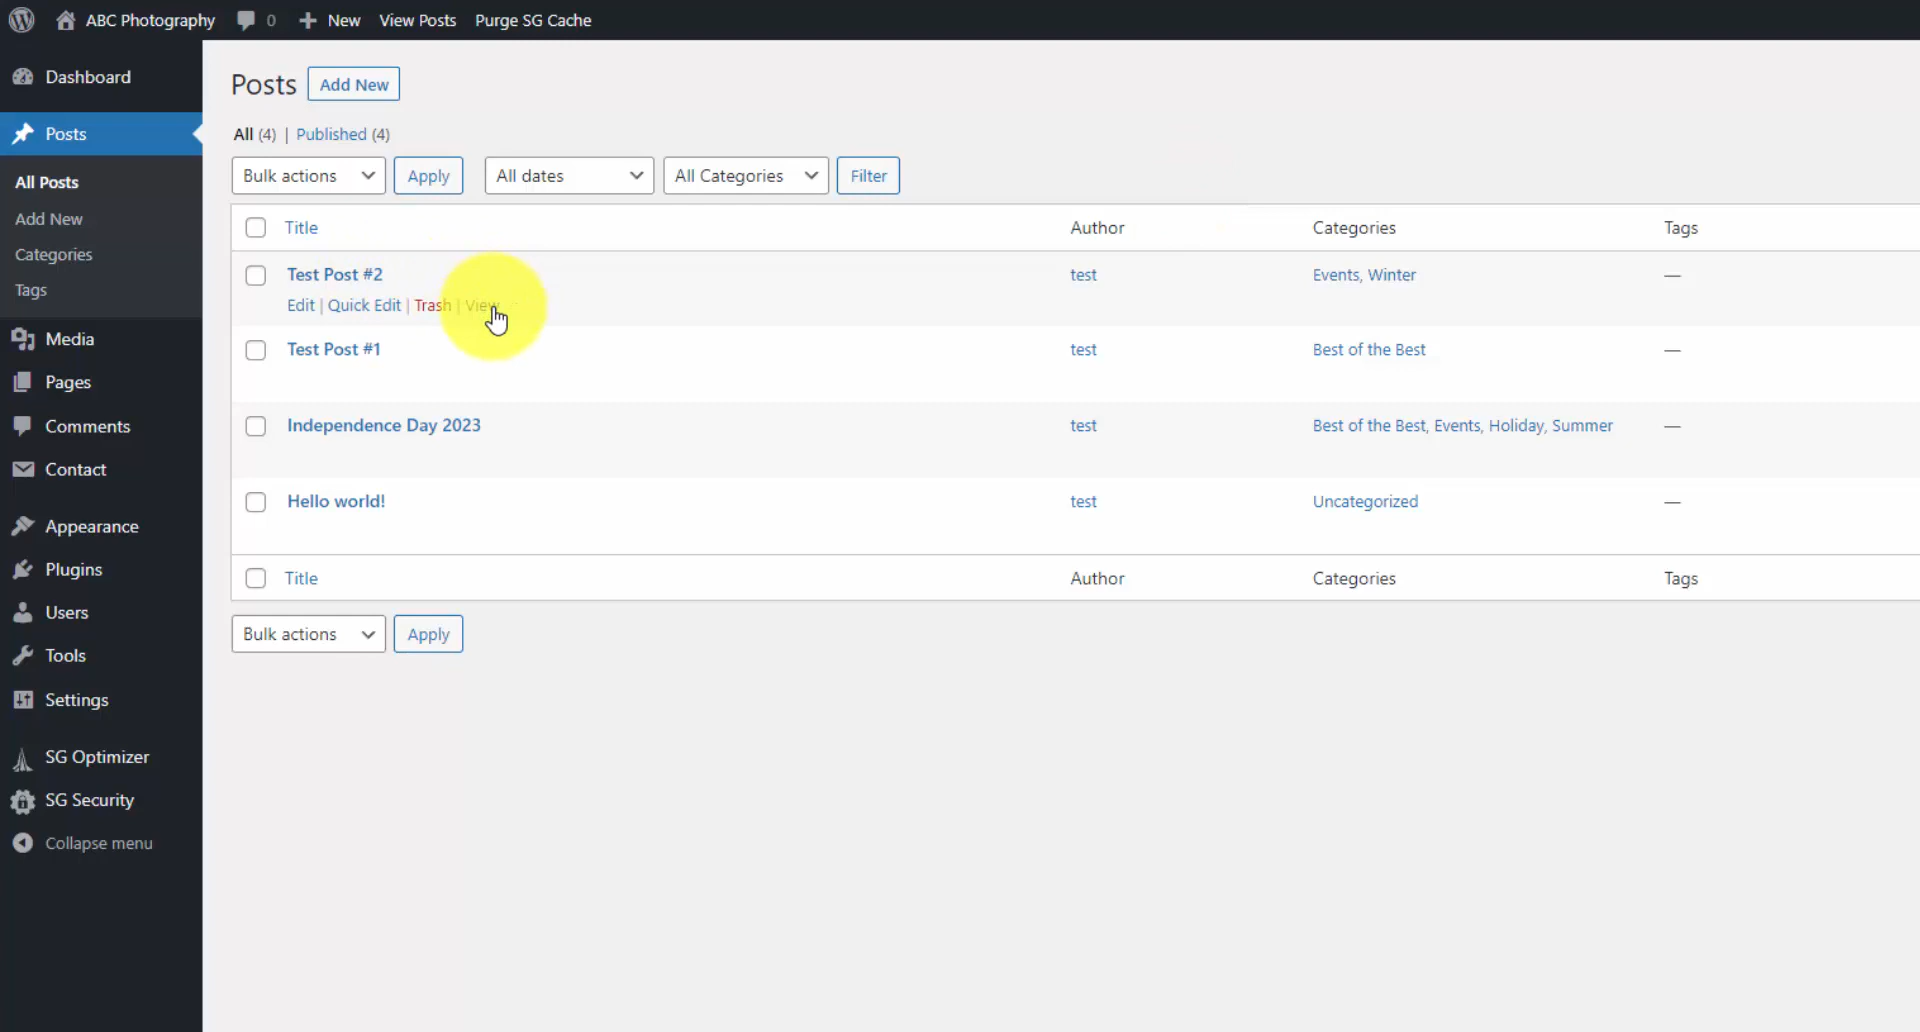 ABC Photography 0 New View Posts Purge SG Cache
Dashboard
Posts
All Posts
Add New
Categories
Tags
Media
Pages
Comments
Contact
Appearance
Plugins
Users
Tools
Settings
SG Optimizer
SG Security
Collapse menu
Posts Add New
All (4) | Published (4)
Bulk actions Apply All dates All Categories Filter
Title Author Categories Tags
Test Post #2 test Events, Winter —
Edit | Quick Edit | Trash | View
Test Post #1 test Best of the Best —
Independence Day 2023 test Best of the Best, Events, Holiday, Summer —
Hello world! test Uncategorized —
Title Author Categories Tags
Bulk actions Apply